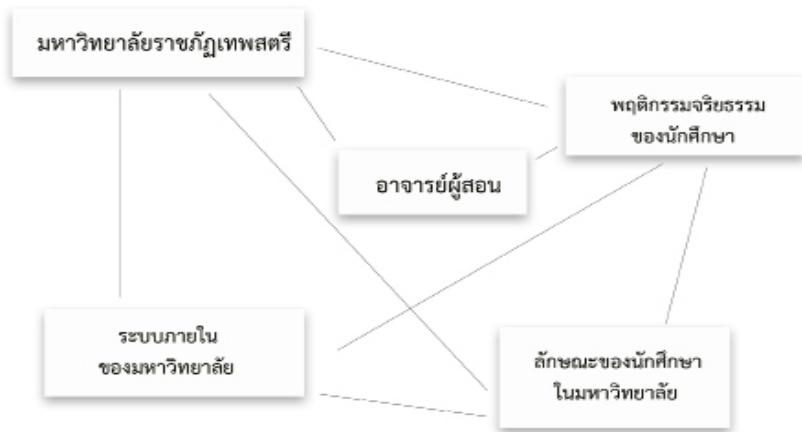 มหาวิทยาลัยราชภัฏเทพสตรี
พฤติกรรมจริยธรรม
ของนักศึกษา
อาจารย์ผู้สอน
ระบบภายใน
ของมหาวิทยาลัย
ลักษณะของนักศึกษา
ในมหาวิทยาลัย